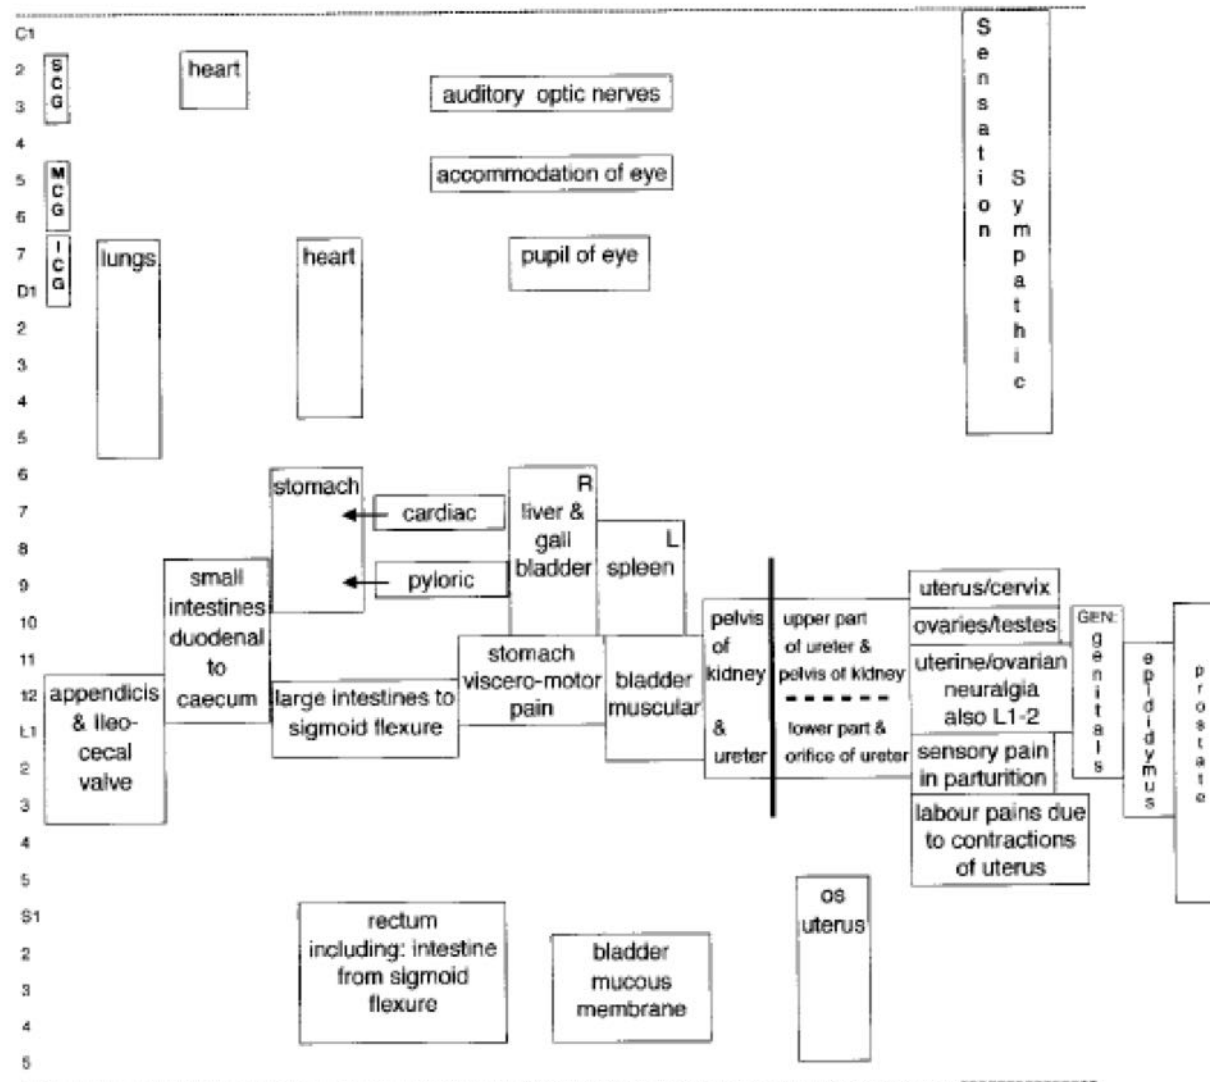 C1
2
3
4
5
6
7
D1
2
3
4
5
6
7
8
9
10
11
12
L1
2
3
4
5
S1
2
3
4
5
SCG
MCG
ICG
heart
auditory optic nerves
accommodation of eye
lungs
heart
pupil of eye
Sensation
Sympathic
stomach
cardiac
pyloric
R
liver &
gall
bladder
L
spleen
small
intestines
duodenal
to
caecum
appendicis
& Ileo-
cecal
valve
large intestines to
sigmoid flexure
stomach
viscero-motor
pain
bladder
muscular
pelvis
of
kidney
&
ureter
upper part
of ureter &
pelvis of kidney
lower part &
orifice of ureter
uterus/cervix
ovaries/testes
uterine/ovarian
neuralgia
also L1-2
sensory pain
in parturition
labour pains due
to contractions
of uterus
GEN:
genitals
epididymus
prostate
os
uterus
rectum
including: intestine
from sigmoid
flexure
bladder
mucous
membrane